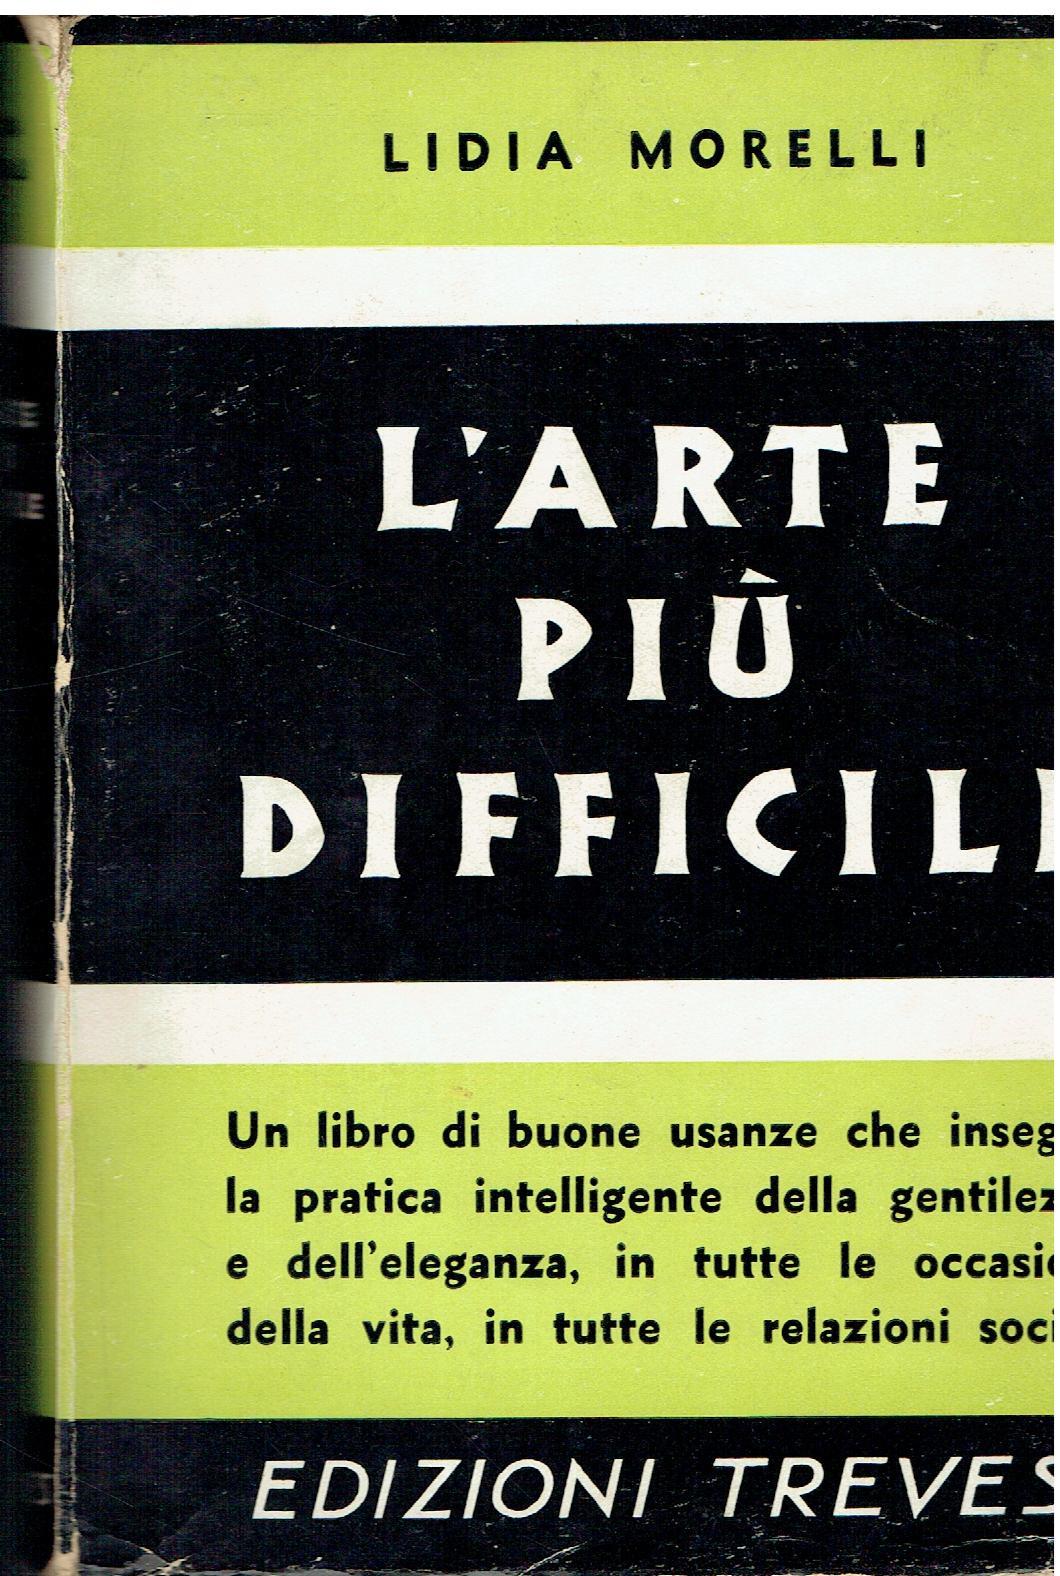 LIDIA MORELLI
L'ARTE
PIÙ
DIFFICIL
Un libro di buone usanze che inseg
la pratica intelligente della gentilez
e dell'eleganza, in tutte le occasio
della vita, in tutte le relazioni soci
EDIZIONI TREVES